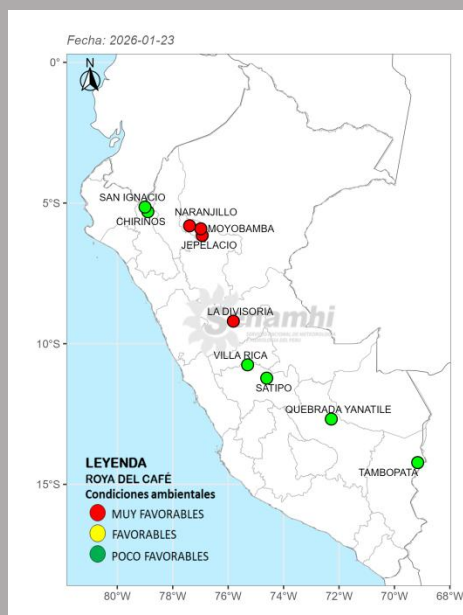 Fecha: 2026-01-23
N
0°
5°S
10°S
15°S
SAN IGNACIO
CHIRINOS
NARANJILLO
MOYOBAMBA
JEPELACIO
LA DIVISORIA
Senamhi
VILLA RICA
SATIPO
QUEBRADA YANATILE
TAMBOPATA
LEYENDA
ROYA DEL CAFÉ
Condiciones ambientales
MUY FAVORABLES
FAVORABLES
POCO FAVORABLES
80°W 78°W 76°W 74°W 72°W 70°W 68°W